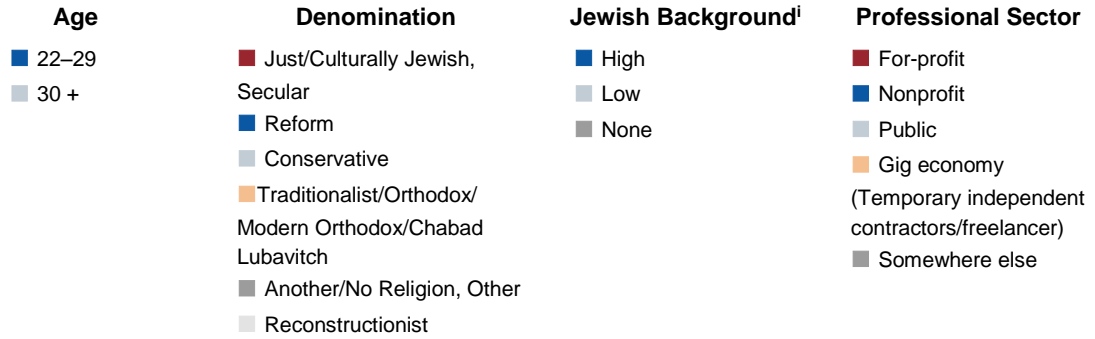 Age
22–29
30 +
Denomination
Just/Culturally Jewish,
Secular
Reform
Conservative
Traditionalist/Orthodox/
Modern Orthodox/Chabad
Lubavitch
Another/No Religion, Other
Reconstructionist
Jewish Backgroundⁱ
High
Low
None
Professional Sector
For-profit
Nonprofit
Public
Gig economy
(Temporary independent
contractors/freelancer)
Somewhere else